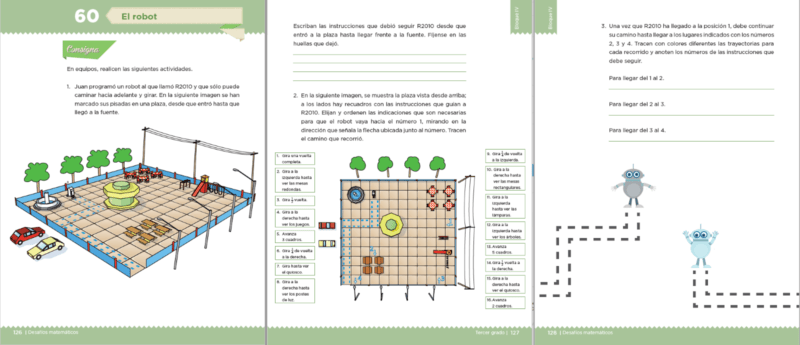 60
El robot
Consigna
En equipos, realicen las siguientes actividades.
1. Juan programó un robot al que llamó R2010 y que sólo puede
caminar hacia adelante y girar. En la siguiente imagen se han
marcado sus pisadas en una plaza, desde que entró hasta que
llegó a la fuente.
126 | Desafíos matemáticos
Bloque IV
Escriban las instrucciones que debió seguir R2010 desde que
entró a la plaza hasta llegar frente a la fuente. Fíjense en las
huellas que dejó.
2. En la siguiente imagen, se muestra la plaza vista desde arriba;
a los lados hay recuadros con las instrucciones que guían a
R2010. Elijan y ordenen las indicaciones que son necesarias
para que el robot vaya hacia el número 1, mirando en la
dirección que señala la flecha ubicada junto al número. Tracen
el camino que recorrió.
1. Gira una vuelta
completa.
2. Gira a la
izquierda hasta
ver las mesas
redondas.
3. Gira
vuelta.
4. Gira a la
derecha hasta
ver los juegos.
5. Avanza
3 cuadros.
6. Gira
de vuelta
a la derecha.
7. Gira hasta ver
el quiosco.
8. Gira a la
derecha hasta
ver los postes
de luz.
9. Gira
de vuelta
a la izquierda.
10. Gira a la
derecha hasta
ver las mesas
rectangulares.
11. Gira a la
izquierda
hasta ver las
lámparas.
12. Gira a la
izquierda hasta
ver los árboles.
13. Avanza
cuadros.
14. Gira
vuelta a
la derecha.
15. Gira a la
derecha hasta
ver el quiosco.
16. Avanza
2 cuadros.
Tercer grado | 127
Bloque IV
3. Una vez que R2010 ha llegado a la posición 1, debe continuar
su camino hasta llegar a los lugares indicados con los números
2, 3 y 4. Tracen con colores diferentes las trayectorias para
cada recorrido y anoten los números de las instrucciones que
debe seguir.
Para llegar del 1 al 2.
Para llegar del 2 al 3.
Para llegar del 3 al 4.
128 | Desafíos matemáticos